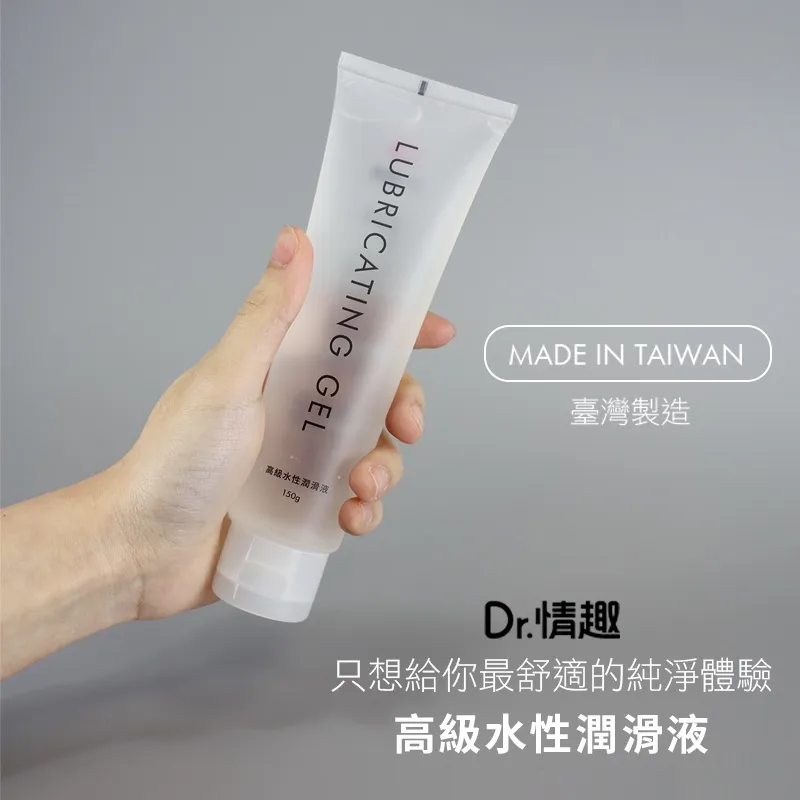 LUBRICATING GEL
高級水性潤滑液
150g
MADE IN TAIWAN
臺灣製造
Dr.情趣
只想給你最舒適的純淨體驗
高級水性潤滑液